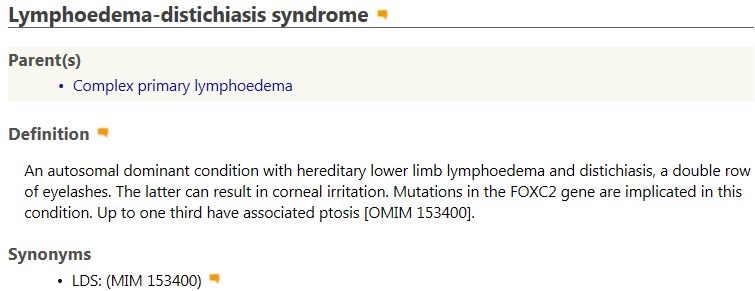 Lymphoedema-distichiasis syndrome
Parent(s)
• Complex primary lymphoedema
Definition
An autosomal dominant condition with hereditary lower limb lymphoedema and distichiasis, a double row
of eyelashes. The latter can result in corneal irritation. Mutations in the FOXC2 gene are implicated in this
condition. Up to one third have associated ptosis [OMIM 153400].
Synonyms
• LDS: (MIM 153400)